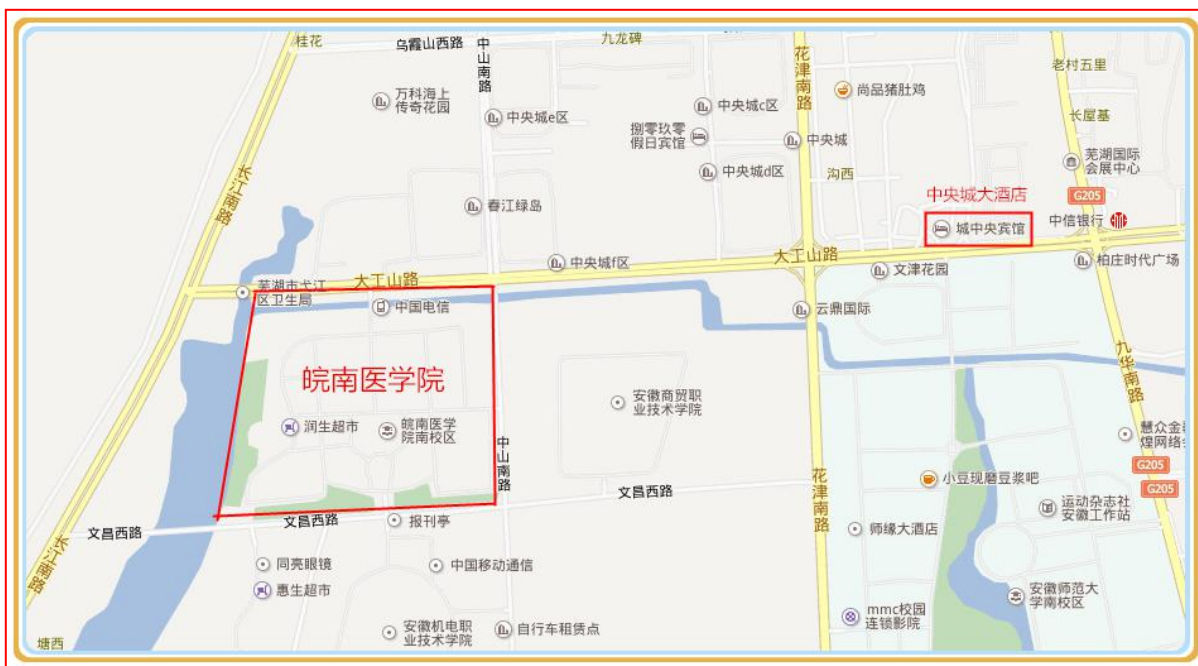 桂花
乌霞山西路
中山南路
九龙碑
花津南路
尚品猪肚鸡
老村五里
万科海上
传奇花园
中央城e区
中央城c区
捌零玖零
假日宾馆
中央城
长屋基
芜湖国际
会展中心
长江南路
中央城d区
沟西
中央城大酒店
G205
春江绿岛
城中央宾馆
中信银行
中央城f区
大工山路
文津花园
柏庄时代广场
芜湖市弋江
区卫生局
大工山路
中国电信
云鼎国际
九华南路
皖南医学院
安徽商贸职
业技术学院
润生超市
皖南医学
院南校区
中山南路
慧众金
煌网络
G205
G205
花津南路
小豆现磨豆浆吧
文昌西路
运动杂志社
安徽工作站
文昌西路
文昌西路
报刊亭
师缘大酒店
长江南路
同亮眼镜
中国移动通信
惠生超市
安徽师范大
学南校区
mmc校园
连锁影院
安徽机电职
业技术学院
自行车租赁点
塘西